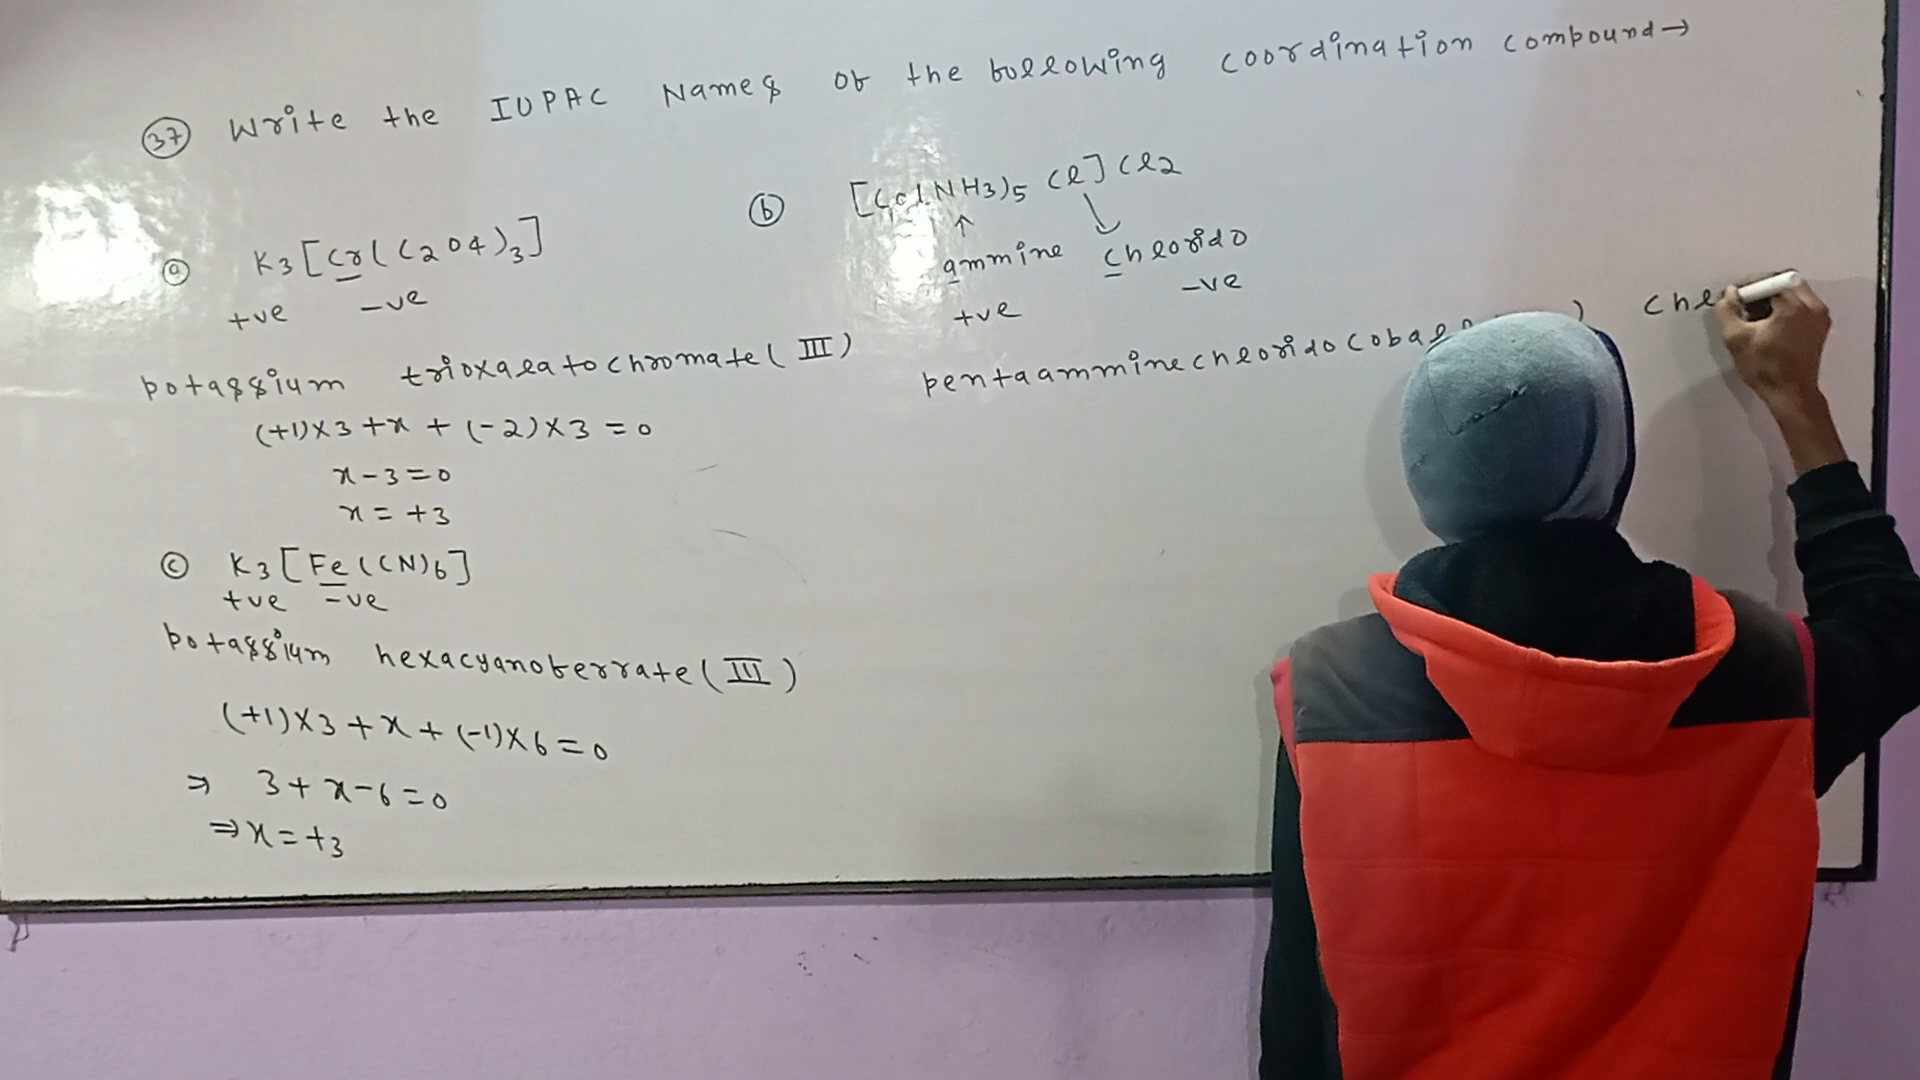 37 Write the IUPAC Names of the following coordination compound→
a K3[Cr(C2O4)3]
+ve -ve
potassium trioxalatochromate(III)
(+1)×3+x+(-2)×3=0
x-3=0
x=+3
b [Co(NH3)5Cl]Cl2
ammine chlorido
+ve -ve
pentaamminechloridocobal
c K3[Fe(CN)6]
+ve -ve
potassium hexacyanoferrate(III)
(+1)×3+x+(-1)×6=0
⇒ 3+x-6=0
⇒x=+3